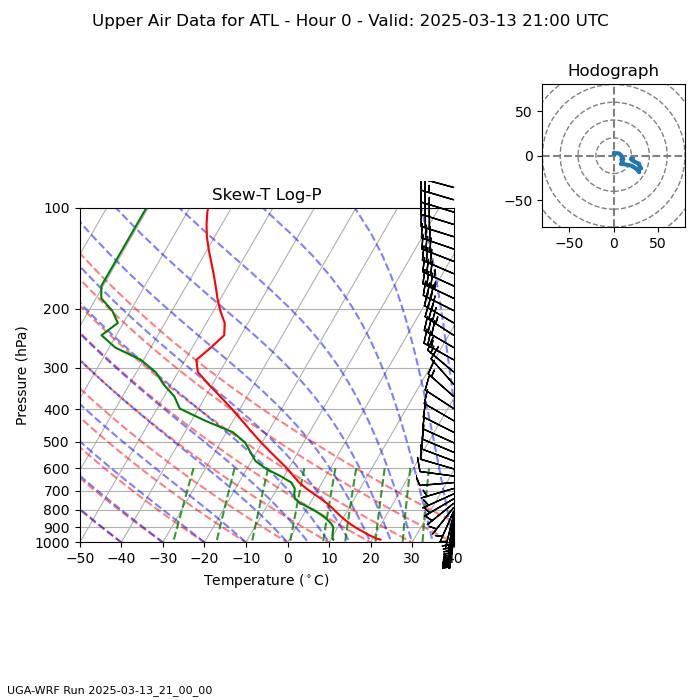 Upper Air Data for ATL - Hour 0 - Valid: 2025-03-13 21:00 UTC
Hodograph
50
0
−50
−50 0 50
Skew-T Log-P
100
200
300
400
500
600
700
800
900
1000
Pressure (hPa)
−50 −40 −30 −20 −10 0 10 20 30 40
Temperature (°C)
UGA-WRF Run 2025-03-13_21_00_00